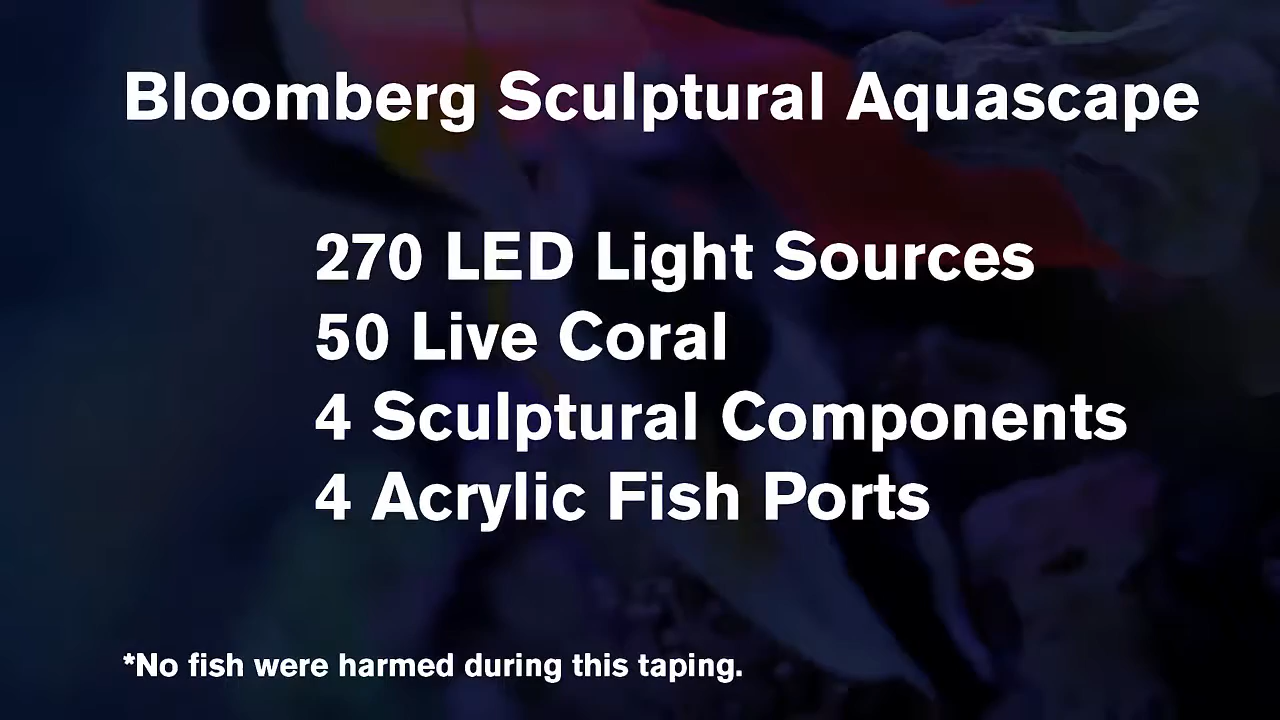 Bloomberg Sculptural Aquascape
270 LED Light Sources
50 Live Coral
4 Sculptural Components
4 Acrylic Fish Ports
*No fish were harmed during this taping.